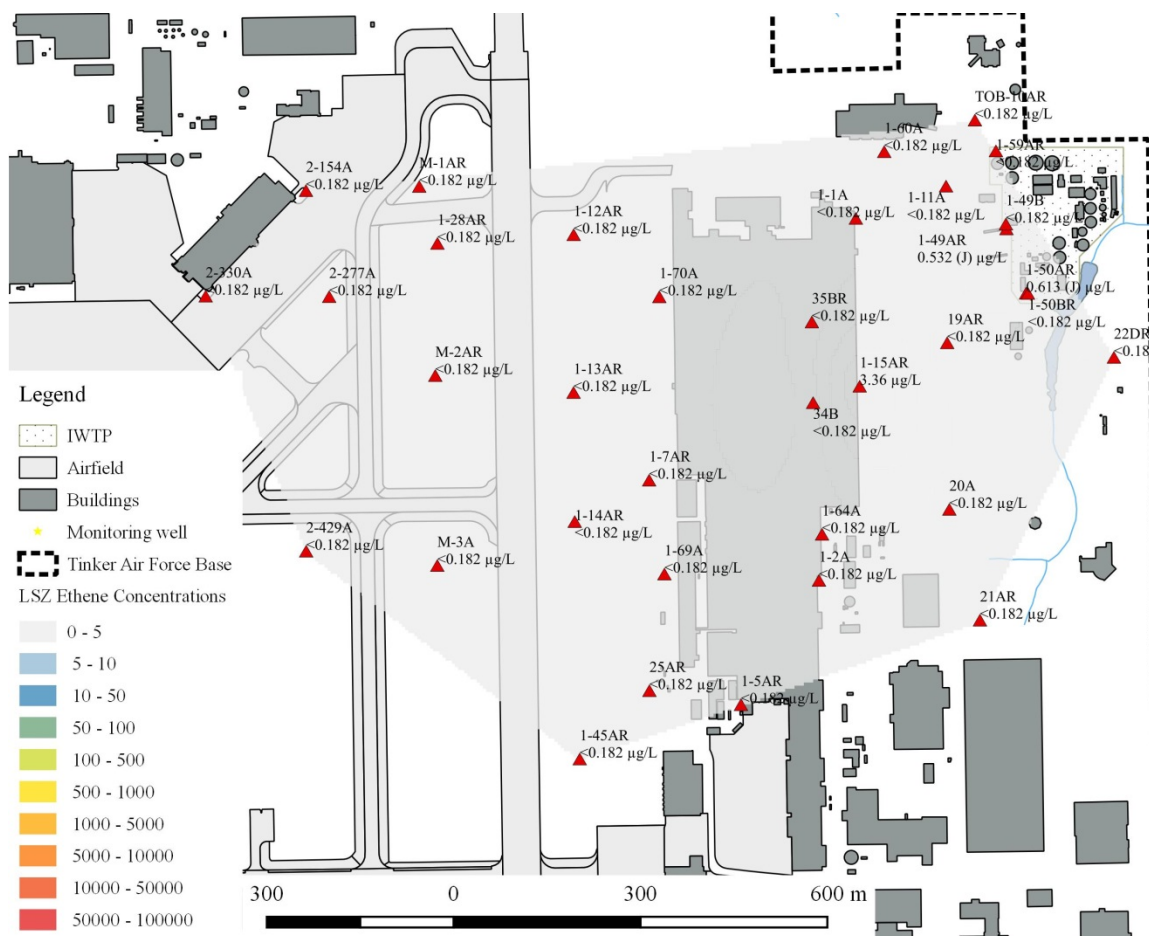 TOB-10AR
<0.182 µg/L
1-60A
<0.182 µg/L
1-59AR
<0.182 µg/L
2-154A
<0.182 µg/L
M-1AR
<0.182 µg/L
1-11A
<0.182 µg/L
1-1A
<0.182 µg/L
1-49B
<0.182 µg/L
1-28AR
<0.182 µg/L
1-12AR
<0.182 µg/L
1-49AR
0.532 (J) µg/L
2-330A
<0.182 µg/L
2-277A
<0.182 µg/L
1-70A
<0.182 µg/L
1-50AR
0.613 (J) µg/L
1-50BR
<0.182 µg/L
35BR
<0.182 µg/L
19AR
<0.182 µg/L
22DR
<0.18
M-2AR
<0.182 µg/L
1-13AR
<0.182 µg/L
1-15AR
3.36 µg/L
34B
<0.182 µg/L
1-7AR
<0.182 µg/L
20A
<0.182 µg/L
1-14AR
<0.182 µg/L
1-64A
<0.182 µg/L
2-429A
<0.182 µg/L
M-3A
<0.182 µg/L
1-69A
<0.182 µg/L
1-2A
<0.182 µg/L
21AR
<0.182 µg/L
25AR
<0.182 µg/L
1-5AR
<0.182 µg/L
1-45AR
<0.182 µg/L
Legend
IWTP
Airfield
Buildings
Monitoring well
Tinker Air Force Base
LSZ Ethene Concentrations
0 - 5
5 - 10
10 - 50
50 - 100
100 - 500
500 - 1000
1000 - 5000
5000 - 10000
10000 - 50000
50000 - 100000
300 0 300 600 m